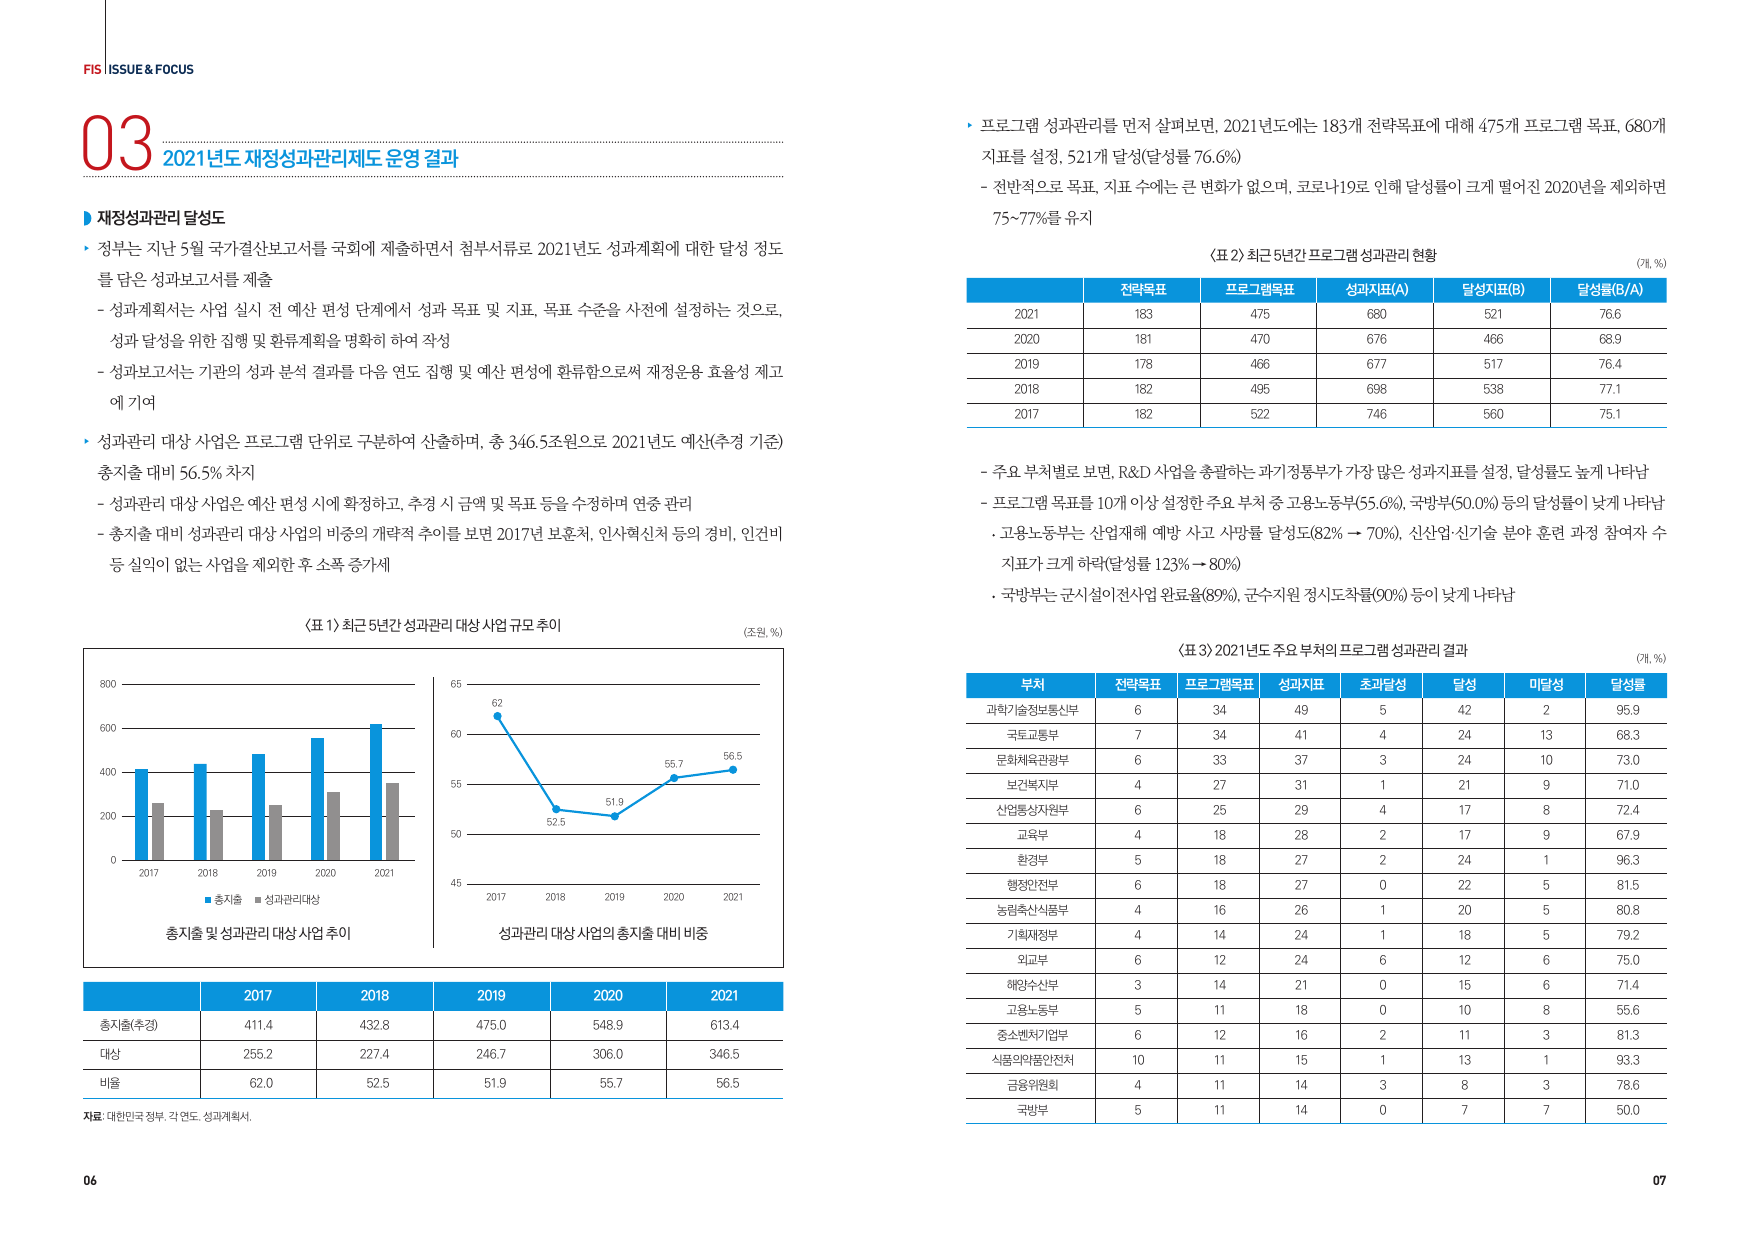 FIS ISSUE & FOCUS
03
2021년도 재정성과관리제도 운영 결과
재정성과관리 달성도
정부는 지난 5월 국가결산보고서를 국회에 제출하면서 첨부서류로 2021년도 성과계획에 대한 달성 정도
를 담은 성과보고서를 제출
- 성과계획서는 사업 실시 전 예산 편성 단계에서 성과 목표 및 지표, 목표 수준을 사전에 설정하는 것으로,
성과 달성을 위한 집행 및 환류계획을 명확히 하여 작성
- 성과보고서는 기관의 성과 분석 결과를 다음 연도 집행 및 예산 편성에 환류함으로써 재정운용 효율성 제고
에 기여
성과관리 대상 사업은 프로그램 단위로 구분하여 산출하며, 총 346.5조원으로 2021년도 예산(추경 기준)
총지출 대비 56.5% 차지
- 성과관리 대상 사업은 예산 편성 시에 확정하고, 추경 시 금액 및 목표 등을 수정하며 연중 관리
- 총지출 대비 성과관리 대상 사업의 비중의 개략적 추이를 보면 2017년 보훈처, 인사혁신처 등의 경비, 인건비
등 실익이 없는 사업을 제외한 후 소폭 증가세
〈표 1〉 최근 5년간 성과관리 대상 사업 규모 추이
(조원, %)
800
600
400
200
0
2017 2018 2019 2020 2021
총지출 성과관리대상
총지출 및 성과관리 대상 사업 추이
65
60
55
50
45
62
52.5
51.9
55.7
56.5
2017 2018 2019 2020 2021
성과관리 대상 사업의 총지출 대비 비중
2017 2018 2019 2020 2021
총지출(추경) 411.4 432.8 475.0 548.9 613.4
대상 255.2 227.4 246.7 306.0 346.5
비율 62.0 52.5 51.9 55.7 56.5
자료: 대한민국 정부. 각 연도. 성과계획서.
06
프로그램 성과관리를 먼저 살펴보면, 2021년도에는 183개 전략목표에 대해 475개 프로그램 목표, 680개
지표를 설정, 521개 달성(달성률 76.6%)
- 전반적으로 목표, 지표 수에는 큰 변화가 없으며, 코로나19로 인해 달성률이 크게 떨어진 2020년을 제외하면
75~77%를 유지
〈표 2〉 최근 5년간 프로그램 성과관리 현황
(개, %)
전략목표 프로그램목표 성과지표(A) 달성지표(B) 달성률(B/A)
2021 183 475 680 521 76.6
2020 181 470 676 466 68.9
2019 178 466 677 517 76.4
2018 182 495 698 538 77.1
2017 182 522 746 560 75.1
- 주요 부처별로 보면, R&D 사업을 총괄하는 과기정통부가 가장 많은 성과지표를 설정, 달성률도 높게 나타남
- 프로그램 목표를 10개 이상 설정한 주요 부처 중 고용노동부(55.6%), 국방부(50.0%) 등의 달성률이 낮게 나타남
· 고용노동부는 산업재해 예방 사고 사망률 달성도(82% → 70%), 신산업·신기술 분야 훈련 과정 참여자 수
지표가 크게 하락(달성률 123% → 80%)
· 국방부는 군시설이전사업 완료율(89%), 군수지원 정시도착률(90%) 등이 낮게 나타남
〈표 3〉 2021년도 주요 부처의 프로그램 성과관리 결과
(개, %)
부처 전략목표 프로그램목표 성과지표 초과달성 달성 미달성 달성률
과학기술정보통신부 6 34 49 5 42 2 95.9
국토교통부 7 34 41 4 24 13 68.3
문화체육관광부 6 33 37 3 24 10 73.0
보건복지부 4 27 31 1 21 9 71.0
산업통상자원부 6 25 29 4 17 8 72.4
교육부 4 18 28 2 17 9 67.9
환경부 5 18 27 2 24 1 96.3
행정안전부 6 18 27 0 22 5 81.5
농림축산식품부 4 16 26 1 20 5 80.8
기획재정부 4 14 24 1 18 5 79.2
외교부 6 12 24 6 12 6 75.0
해양수산부 3 14 21 0 15 6 71.4
고용노동부 5 11 18 0 10 8 55.6
중소벤처기업부 6 12 16 2 11 3 81.3
식품의약품안전처 10 11 15 1 13 1 93.3
금융위원회 4 11 14 3 8 3 78.6
국방부 5 11 14 0 7 7 50.0
07